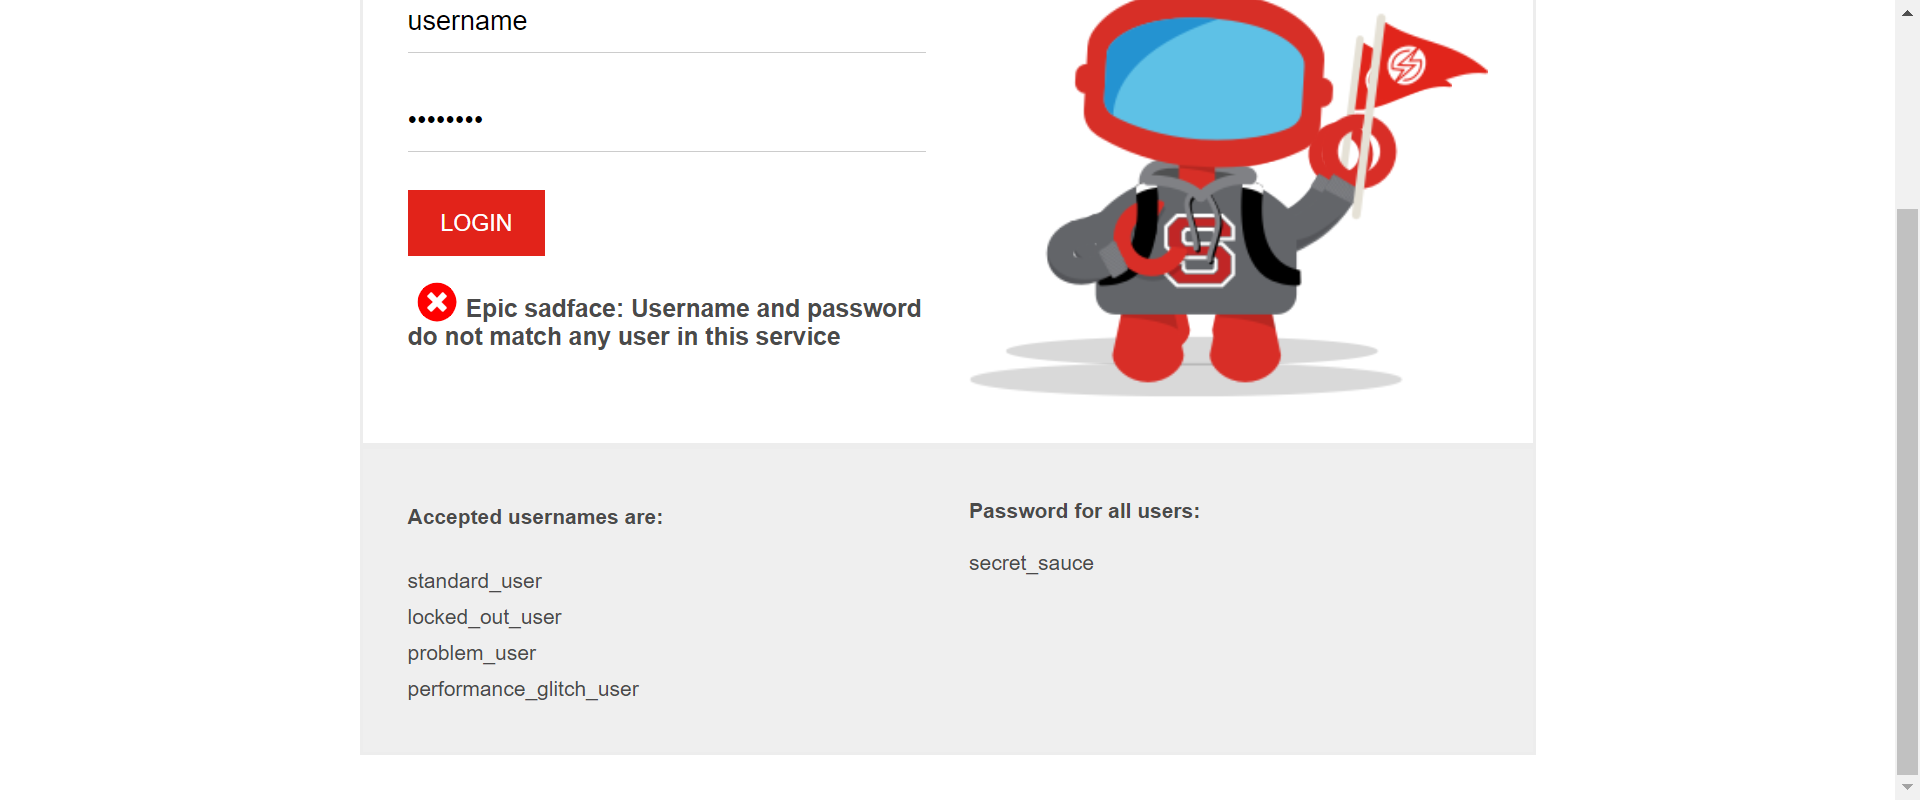 username
••••••••
LOGIN
Epic sadface: Username and password
do not match any user in this service
S
Accepted usernames are:
standard_user
locked_out_user
problem_user
performance_glitch_user
Password for all users:
secret_sauce